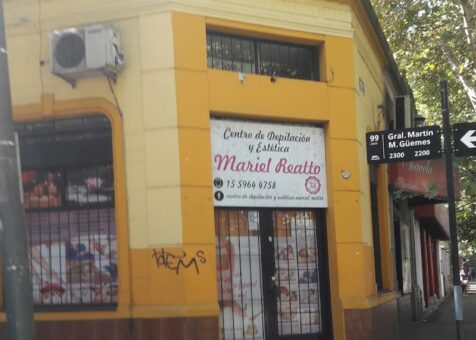 Centro de Depilación
y Estética
Mariel Reatto
15 5964 4758
centro de depilación y estética mariel reatto
99
Gral. Martín
M. Güemes
2300 2200